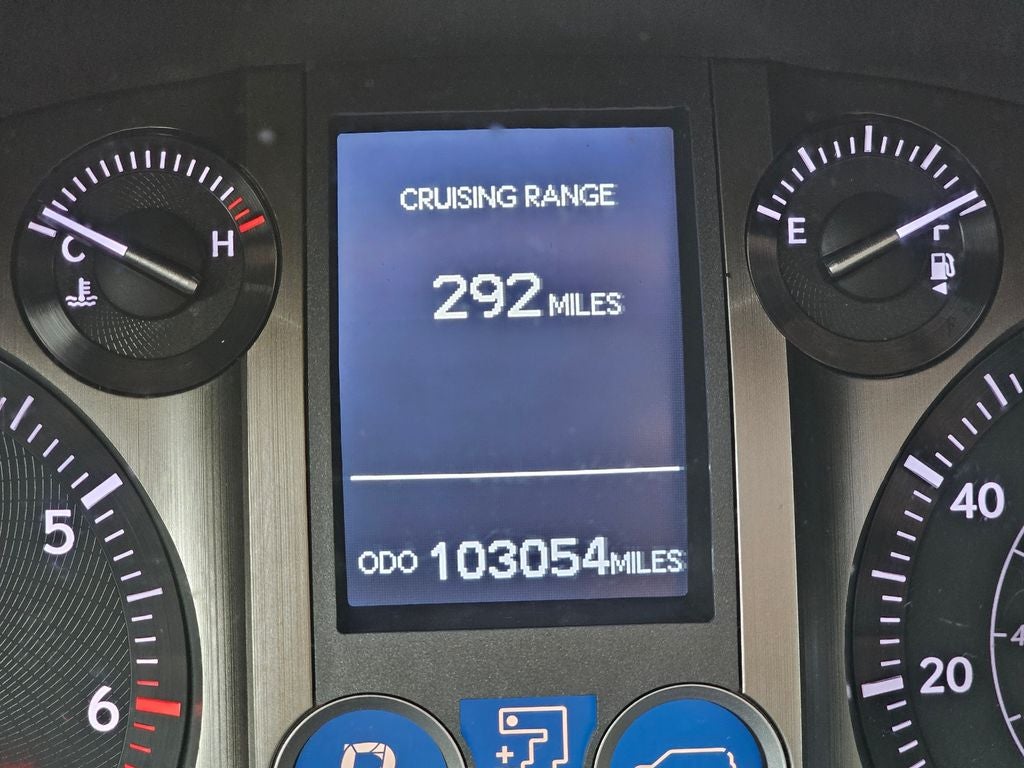 CRUISING RANGE
292 MILES
ODO 103054 MILES
C
H
E
F
5
6
40
20